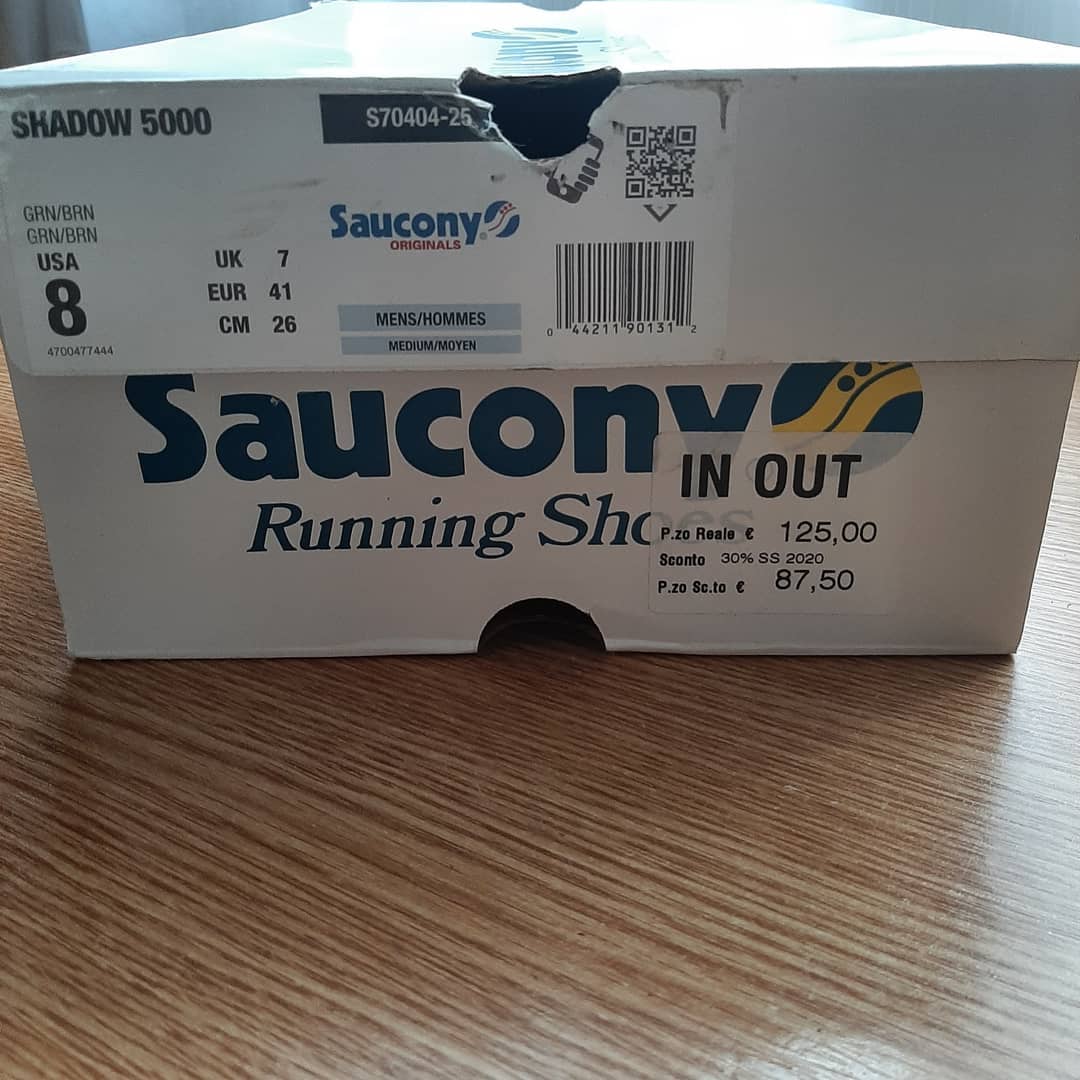 SHADOW 5000
S70404-25
GRN/BRN
GRN/BRN
USA
8
4700477444
UK 7
EUR 41
CM 26
Saucony
ORIGINALS
MENS/HOMMES
MEDIUM/MOYEN
0 44211 90131 2
Saucony
Running Shoes
IN OUT
P.zo Reale € 125,00
Sconto 30% SS 2020
P.zo Sc.to € 87,50